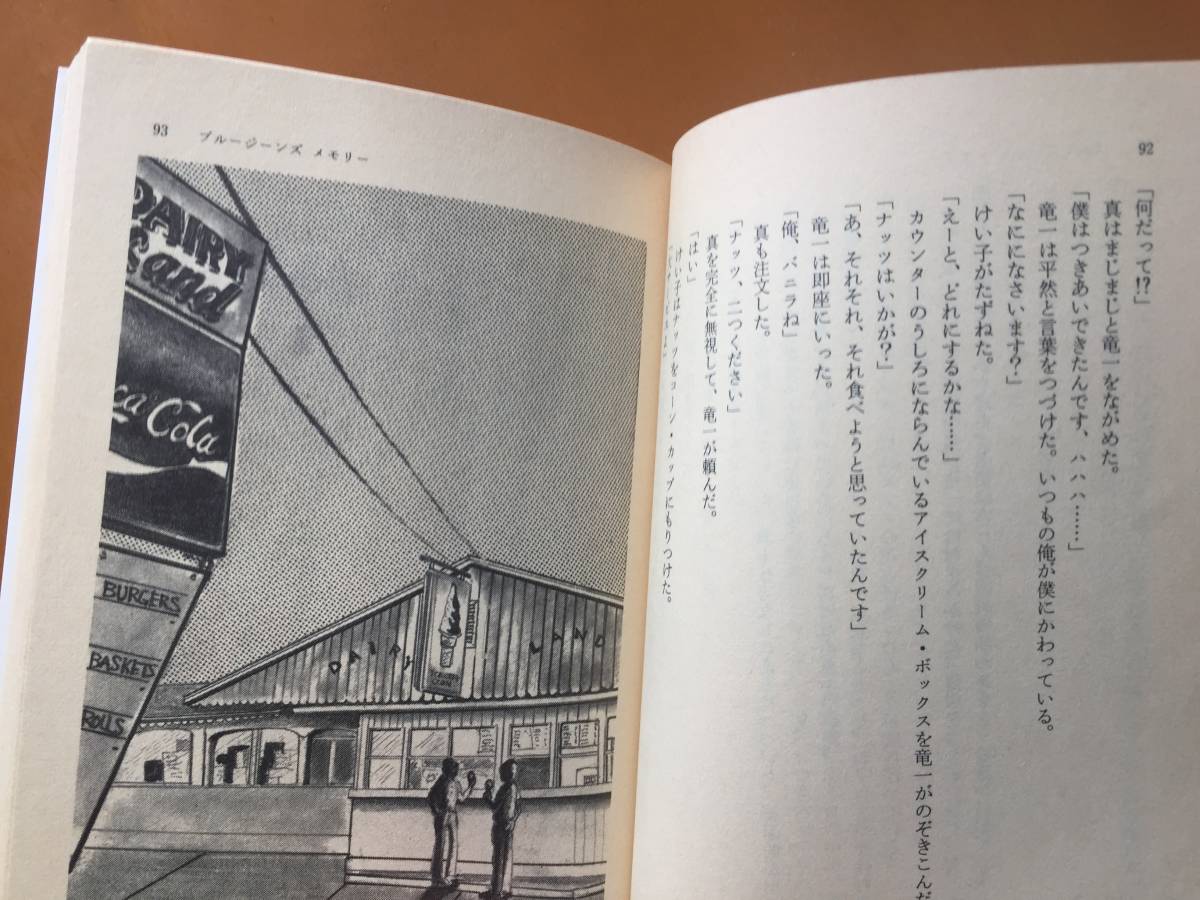 92
「何だって⁉」
真はまじまじと竜一をながめた。
「僕はつきあいできたんです、ハハハ……」
竜一は平然と言葉をつづけた。いつもの俺が僕にかわっている。
「なににになさいます？」
けい子がたずねた。
「えーと、どれにするかな……」
カウンターのうしろにならんでいるアイスクリーム・ボックスを竜一がのぞきこんだ
「ナッツはいかが？」
「あ、それそれ、それ食べようと思っていたんです」
竜一は即座にいった。
「俺、バニラね」
真も注文した。
「ナッツ、二つください」
真を完全に無視して、竜一が頼んだ。
「はい」
けい子はナッツをコーン・カップにもりつけた。
93 ブルージーンズ メモリー
DAIRY
Land
ca Cola
BURGERS
BASKETS
ROLLS
DAIRY LAND